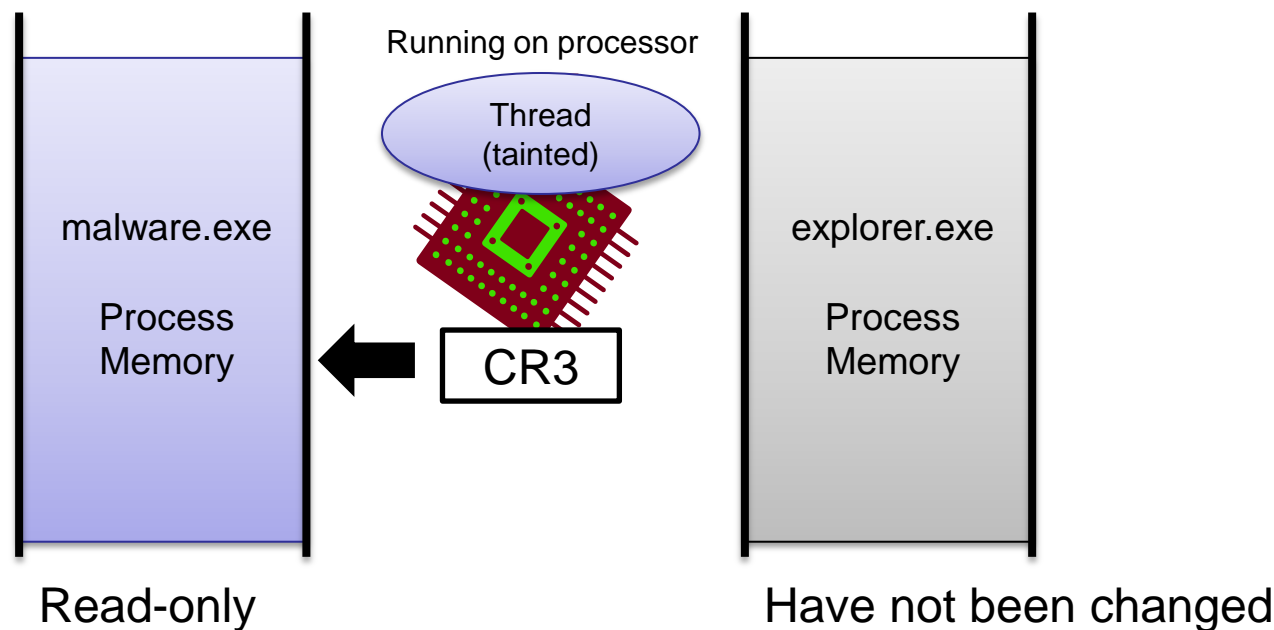 Running on processor
Thread
(tainted)
malware.exe
Process
Memory
CR3
explorer.exe
Process
Memory
Read-only
Have not been changed